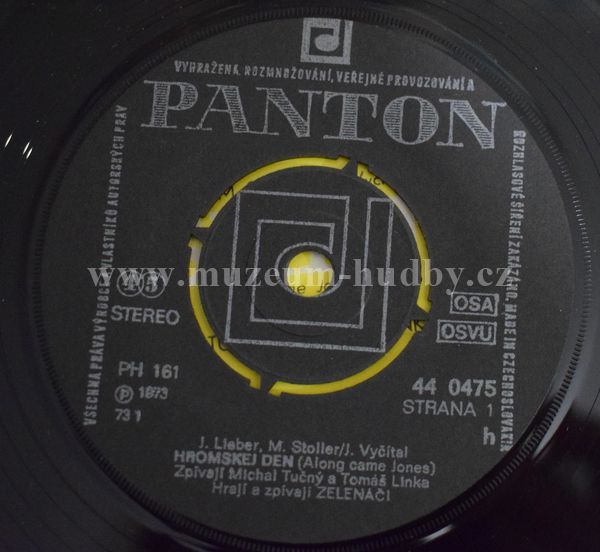 VYHRAŽENA. ROZMNOŽOVÁNÍ, VEŘEJNÉ PROVOZOVÁNÍ A
PANTON
VŠECHNA PRÁVA VÝROBCE I VLASTNÍKŮ AUTORSKÝCH PRÁV
ROZHLASOVÉ ŠÍŘENÍ ZAKÁZÁNO. MADE IN CZECHOSLOVAKIA
www.muzeum-hudby.cz
STEREO
OSA
OSVU
PH 161
44 0475
℗ 1973
STRANA 1
73 1
h
J. Lieber, M. Stoller/J. Vyčítal
HROMSKEJ DEN (Along came Jones)
Zpívají Michal Tučný a Tomáš Linka
Hrají a zpívají ZELENÁČI